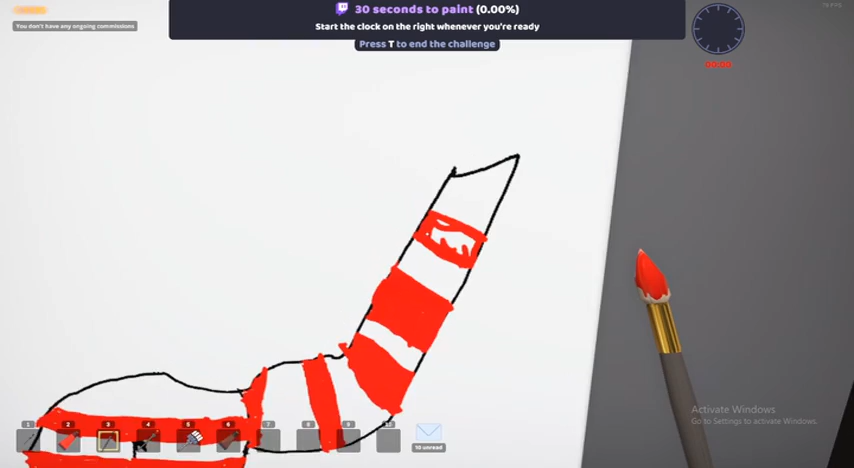 30 seconds to paint (0.00%)
You don't have any ongoing commissions
Start the clock on the right whenever you're ready
Press T to end the challenge
00:00
1 2 3 4 5 6 7 8 9 10
10 unread
Activate Windows
Go to Settings to activate Windows.